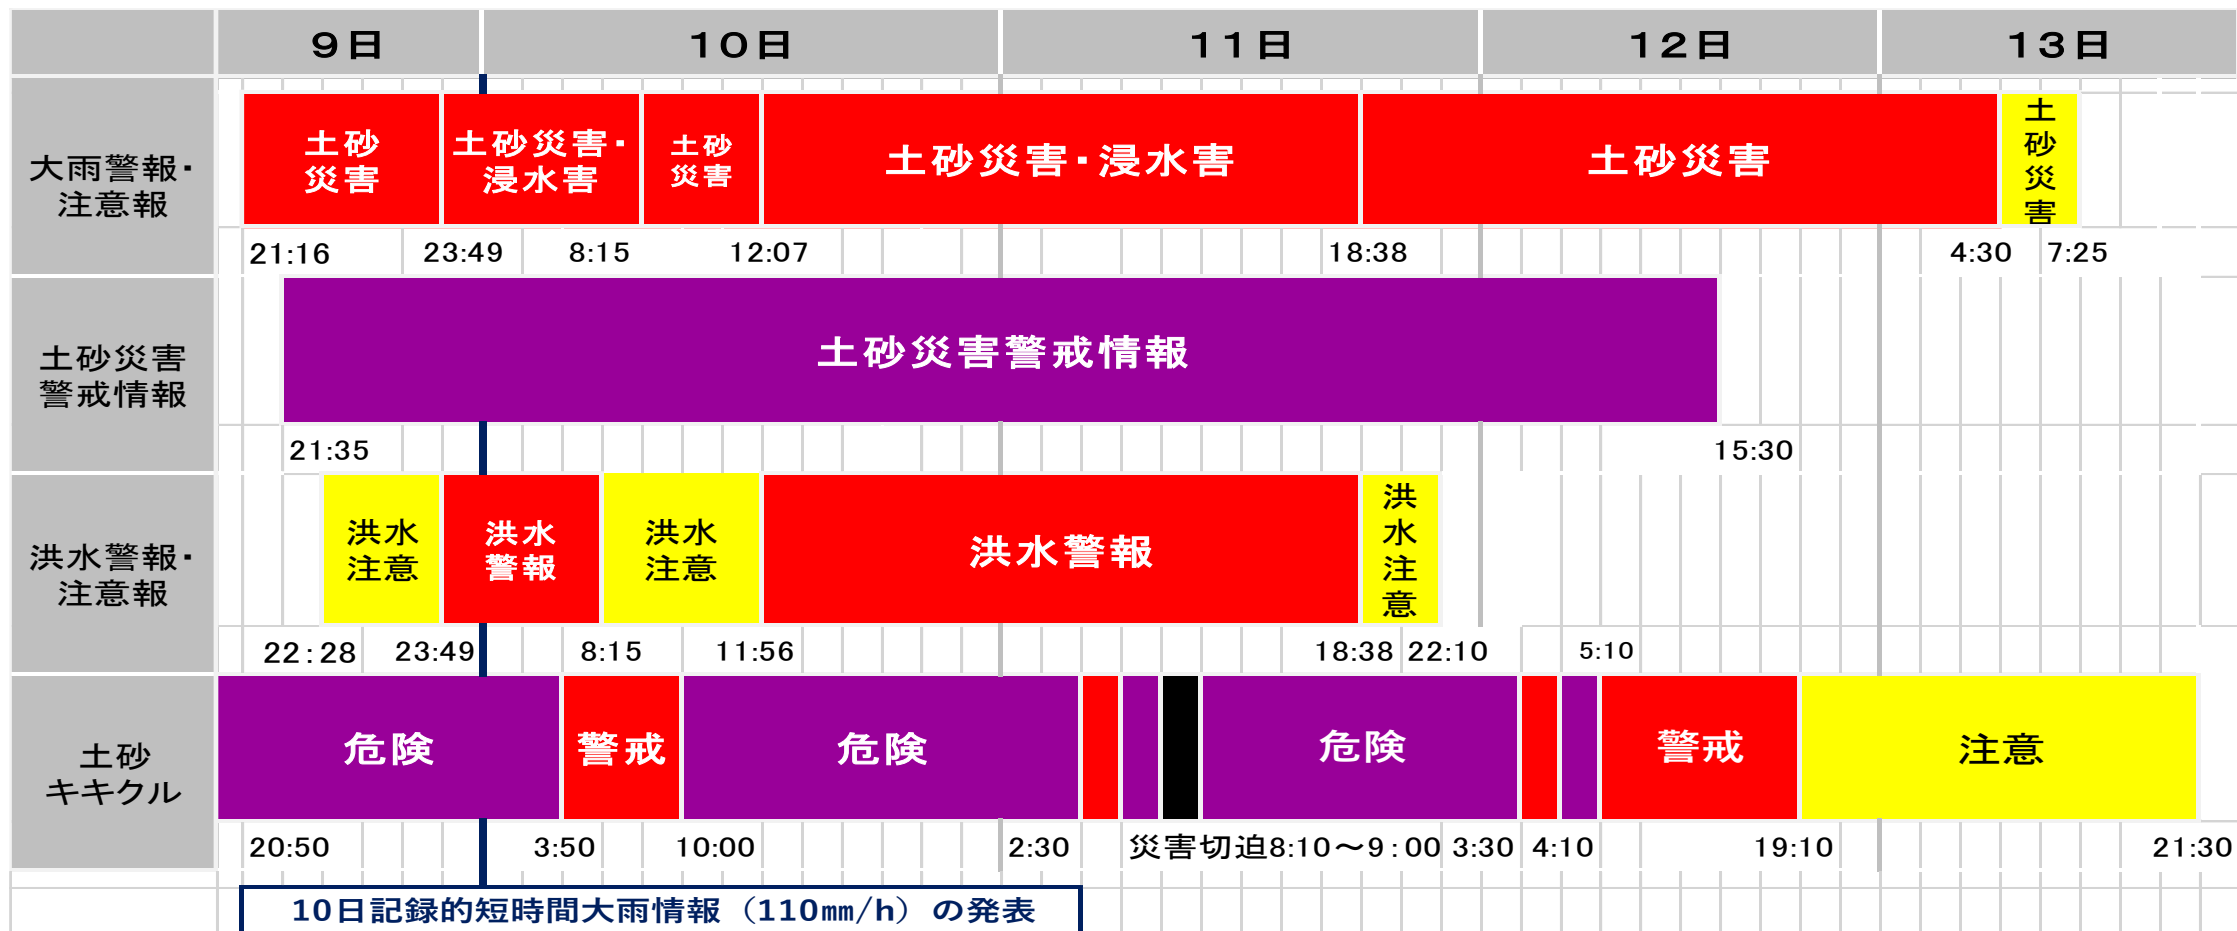 9日 10日 11日 12日 13日
大雨警報・
注意報
土砂
災害
土砂災害・
浸水害
土砂
災害
土砂災害・浸水害
土砂災害
土
砂
災
害
21:16 23:49 8:15 12:07 18:38 4:30 7:25
土砂災害
警戒情報
土砂災害警戒情報
21:35 15:30
洪水警報・
注意報
洪水
注意
洪水
警報
洪水
注意
洪水警報
洪
水
注
意
22:28 23:49 8:15 11:56 18:38 22:10 5:10
土砂
キキクル
危険 警戒 危険 危険 警戒 注意
20:50 3:50 10:00 2:30 災害切迫8:10～9:00 3:30 4:10 19:10 21:30
10日記録的短時間大雨情報（110㎜/h）の発表